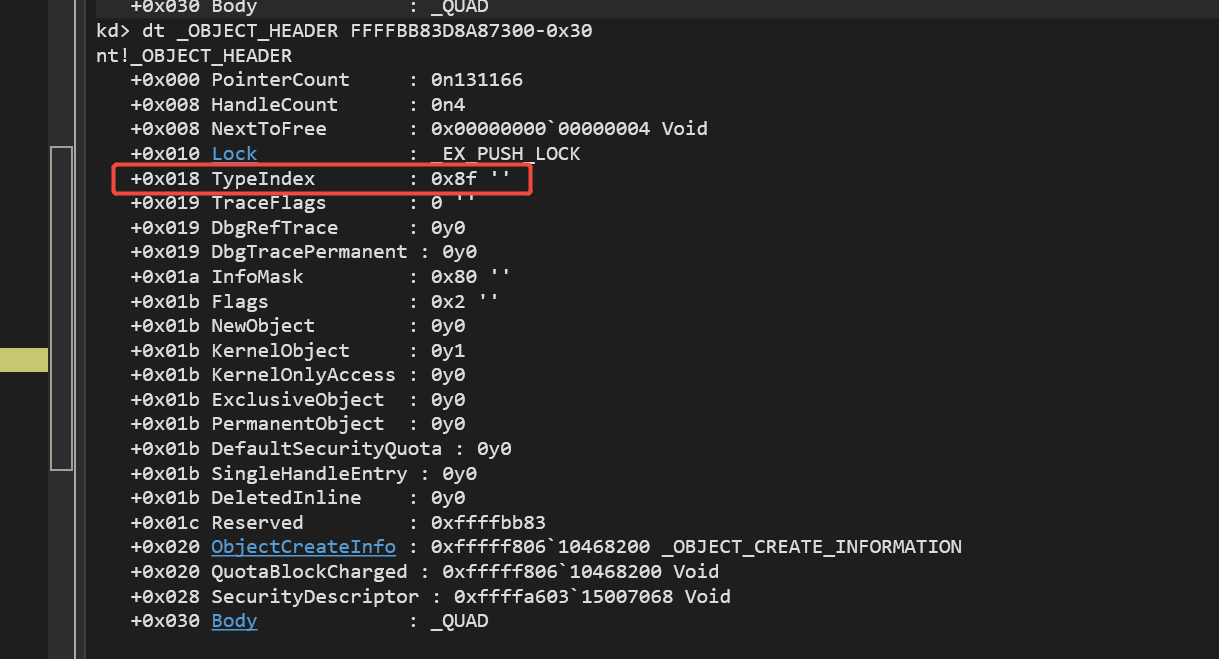 +0x030 Body             : _QUAD
kd> dt _OBJECT_HEADER FFFFBB83D8A87300-0x30
nt!_OBJECT_HEADER
   +0x000 PointerCount     : 0n131166
   +0x008 HandleCount      : 0n4
   +0x008 NextToFree       : 0x00000000`00000004 Void
   +0x010 Lock             : _EX_PUSH_LOCK
   +0x018 TypeIndex        : 0x8f ''
   +0x019 TraceFlags       : 0 ''
   +0x019 DbgRefTrace      : 0y0
   +0x019 DbgTracePermanent : 0y0
   +0x01a InfoMask         : 0x80 ''
   +0x01b Flags            : 0x2 ''
   +0x01b NewObject        : 0y0
   +0x01b KernelObject     : 0y1
   +0x01b KernelOnlyAccess : 0y0
   +0x01b ExclusiveObject  : 0y0
   +0x01b PermanentObject  : 0y0
   +0x01b DefaultSecurityQuota : 0y0
   +0x01b SingleHandleEntry : 0y0
   +0x01b DeletedInline    : 0y0
   +0x01c Reserved         : 0xffffbb83
   +0x020 ObjectCreateInfo : 0xfffff806`10468200 _OBJECT_CREATE_INFORMATION
   +0x020 QuotaBlockCharged : 0xfffff806`10468200 Void
   +0x028 SecurityDescriptor : 0xffffa603`15007068 Void
   +0x030 Body             : _QUAD